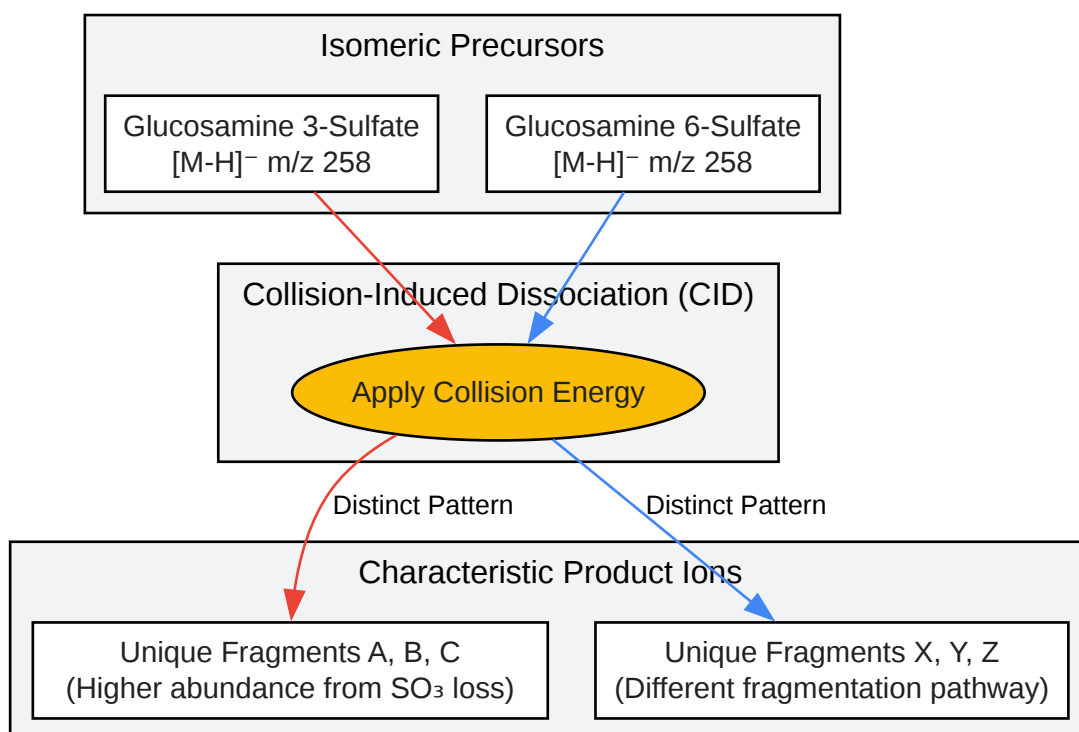 Isomeric Precursors
Glucosamine 3-Sulfate
[M-H]⁻ m/z 258
Glucosamine 6-Sulfate
[M-H]⁻ m/z 258
Collision-Induced Dissociation (CID)
Apply Collision Energy
Distinct Pattern
Distinct Pattern
Characteristic Product Ions
Unique Fragments A, B, C
(Higher abundance from SO₃ loss)
Unique Fragments X, Y, Z
(Different fragmentation pathway)